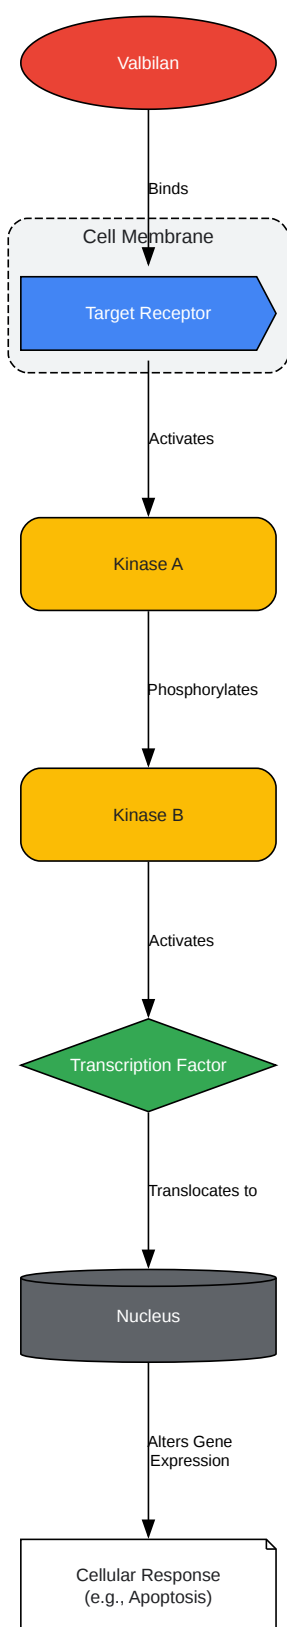 Valbilan
Binds
Cell Membrane
Target Receptor
Activates
Kinase A
Phosphorylates
Kinase B
Activates
Transcription Factor
Translocates to
Nucleus
Alters Gene
Expression
Cellular Response
(e.g., Apoptosis)